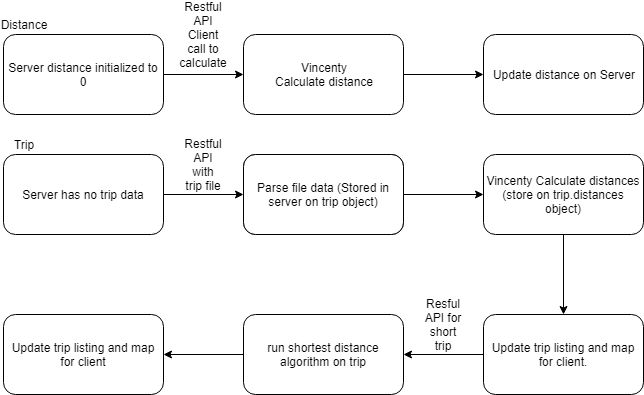 Distance
Restful
API
Client
call to
calculate
Server distance initialized to
0
Vincenty
Calculate distance
Update distance on Server
Trip
Restful
API
with
trip file
Server has no trip data
Parse file data (Stored in
server on trip object)
Vincenty Calculate distances
(store on trip.distances
object)
Resful
API for
short
trip
Update trip listing and map
for client
run shortest distance
algorithm on trip
Update trip listing and map
for client.